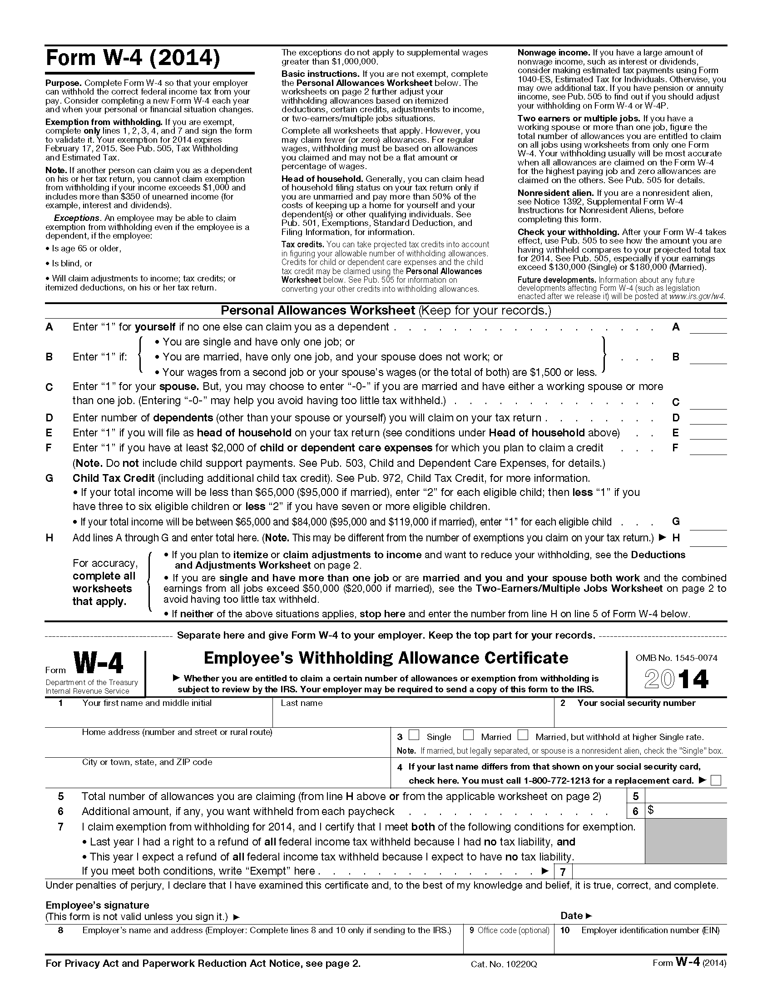 Form W-4 (2014)
Purpose. Complete Form W-4 so that your employer
can withhold the correct federal income tax from your
pay. Consider completing a new Form W-4 each year
and when your personal or financial situation changes.
Exemption from withholding. If you are exempt,
complete only lines 1, 2, 3, 4, and 7 and sign the form
to validate it. Your exemption for 2014 expires
February 17, 2015. See Pub. 505, Tax Withholding
and Estimated Tax.
Note. If another person can claim you as a dependent
on his or her tax return, you cannot claim exemption
from withholding if your income exceeds $1,000 and
includes more than $350 of unearned income (for
example, interest and dividends).
Exceptions. An employee may be able to claim
exemption from withholding even if the employee is a
dependent, if the employee:
• Is age 65 or older,
• Is blind, or
• Will claim adjustments to income; tax credits; or
itemized deductions, on his or her tax return.
The exceptions do not apply to supplemental wages
greater than $1,000,000.
Basic instructions. If you are not exempt, complete
the Personal Allowances Worksheet below. The
worksheets on page 2 further adjust your
withholding allowances based on itemized
deductions, certain credits, adjustments to income,
or two-earners/multiple jobs situations.
Complete all worksheets that apply. However, you
may claim fewer (or zero) allowances. For regular
wages, withholding must be based on allowances
you claimed and may not be a flat amount or
percentage of wages.
Head of household. Generally, you can claim head
of household filing status on your tax return only if
you are unmarried and pay more than 50% of the
costs of keeping up a home for yourself and your
dependent(s) or other qualifying individuals. See
Pub. 501, Exemptions, Standard Deduction, and
Filing Information, for information.
Tax credits. You can take projected tax credits into account
in figuring your allowable number of withholding allowances.
Credits for child or dependent care expenses and the child
tax credit may be claimed using the Personal Allowances
Worksheet below. See Pub. 505 for information on
converting your other credits into withholding allowances.
Nonwage income. If you have a large amount of
nonwage income, such as interest or dividends,
consider making estimated tax payments using Form
1040-ES, Estimated Tax for Individuals. Otherwise, you
may owe additional tax. If you have pension or annuity
iincome, see Pub. 505 to find out if you should adjust
your withholding on Form W-4 or W-4P.
Two earners or multiple jobs. If you have a
working spouse or more than one job, figure the
total number of allowances you are entitled to claim
on all jobs using worksheets from only one Form
W-4. Your withholding usually will be most accurate
when all allowances are claimed on the Form W-4
for the highest paying job and zero allowances are
claimed on the others. See Pub. 505 for details.
Nonresident alien. If you are a nonresident alien,
see Notice 1392, Supplemental Form W-4
Instructions for Nonresident Aliens, before
completing this form.
Check your withholding. After your Form W-4 takes
effect, use Pub. 505 to see how the amount you are
having withheld compares to your projected total tax
for 2014. See Pub. 505, especially if your earnings
exceed $130,000 (Single) or $180,000 (Married).
Future developments. Information about any future
developments affecting Form W-4 (such as legislation
enacted after we release it) will be posted at www.irs.gov/w4.
Personal Allowances Worksheet (Keep for your records.)
A Enter “1” for yourself if no one else can claim you as a dependent . . . . . . . . . . . . . . . . . . A
• You are single and have only one job; or
B Enter “1” if: • You are married, have only one job, and your spouse does not work; or . . . B
• Your wages from a second job or your spouse’s wages (or the total of both) are $1,500 or less.
C Enter “1” for your spouse. But, you may choose to enter “-0-” if you are married and have either a working spouse or more
than one job. (Entering “-0-” may help you avoid having too little tax withheld.) . . . . . . . . . . . . . . C
D Enter number of dependents (other than your spouse or yourself) you will claim on your tax return . . . . . . . . D
E Enter “1” if you will file as head of household on your tax return (see conditions under Head of household above) . . E
F Enter “1” if you have at least $2,000 of child or dependent care expenses for which you plan to claim a credit . . . F
(Note. Do not include child support payments. See Pub. 503, Child and Dependent Care Expenses, for details.)
G Child Tax Credit (including additional child tax credit). See Pub. 972, Child Tax Credit, for more information.
• If your total income will be less than $65,000 ($95,000 if married), enter “2” for each eligible child; then less “1” if you
have three to six eligible children or less “2” if you have seven or more eligible children.
• If your total income will be between $65,000 and $84,000 ($95,000 and $119,000 if married), enter “1” for each eligible child . . . G
H Add lines A through G and enter total here. (Note. This may be different from the number of exemptions you claim on your tax return.) ▶ H
For accuracy,
complete all
worksheets
that apply.
• If you plan to itemize or claim adjustments to income and want to reduce your withholding, see the Deductions
and Adjustments Worksheet on page 2.
• If you are single and have more than one job or are married and you and your spouse both work and the combined
earnings from all jobs exceed $50,000 ($20,000 if married), see the Two-Earners/Multiple Jobs Worksheet on page 2 to
avoid having too little tax withheld.
• If neither of the above situations applies, stop here and enter the number from line H on line 5 of Form W-4 below.
Separate here and give Form W-4 to your employer. Keep the top part for your records.
Form W-4
Department of the Treasury
Internal Revenue Service
Employee's Withholding Allowance Certificate
▶ Whether you are entitled to claim a certain number of allowances or exemption from withholding is
subject to review by the IRS. Your employer may be required to send a copy of this form to the IRS.
OMB No. 1545-0074
2014
1 Your first name and middle initial
Last name
2 Your social security number
Home address (number and street or rural route)
3 Single Married Married, but withhold at higher Single rate.
Note. If married, but legally separated, or spouse is a nonresident alien, check the "Single" box.
City or town, state, and ZIP code
4 If your last name differs from that shown on your social security card,
check here. You must call 1-800-772-1213 for a replacement card. ▶
5 Total number of allowances you are claiming (from line H above or from the applicable worksheet on page 2) 5
6 Additional amount, if any, you want withheld from each paycheck . . . . . . . . . . . . . . 6 $
7 I claim exemption from withholding for 2014, and I certify that I meet both of the following conditions for exemption.
• Last year I had a right to a refund of all federal income tax withheld because I had no tax liability, and
• This year I expect a refund of all federal income tax withheld because I expect to have no tax liability.
If you meet both conditions, write “Exempt” here . . . . . . . . . . . . . . . ▶ 7
Under penalties of perjury, I declare that I have examined this certificate and, to the best of my knowledge and belief, it is true, correct, and complete.
Employee’s signature
(This form is not valid unless you sign it.) ▶
Date ▶
8 Employer’s name and address (Employer: Complete lines 8 and 10 only if sending to the IRS.)
9 Office code (optional)
10 Employer identification number (EIN)
For Privacy Act and Paperwork Reduction Act Notice, see page 2.
Cat. No. 10220Q
Form W-4 (2014)